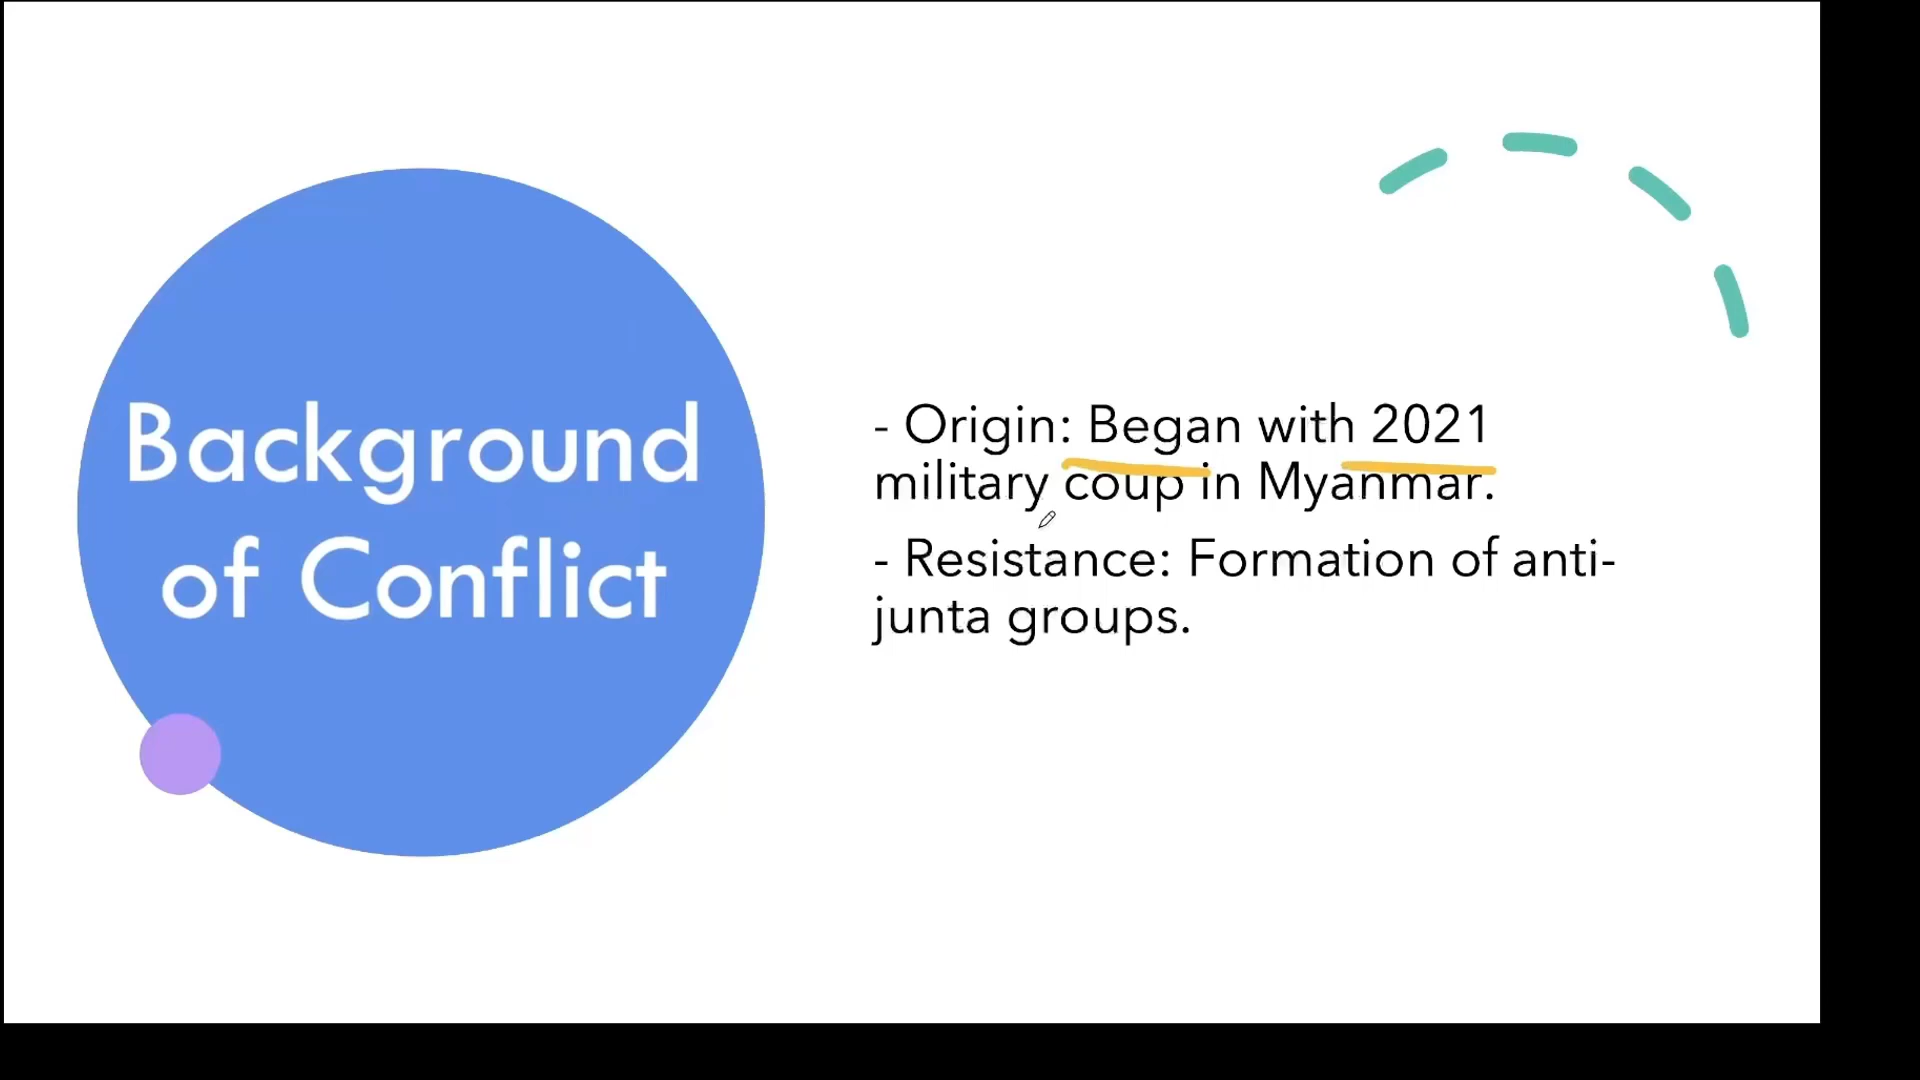 Background
of Conflict
- Origin: Began with 2021
military coup in Myanmar.
- Resistance: Formation of anti-
junta groups.